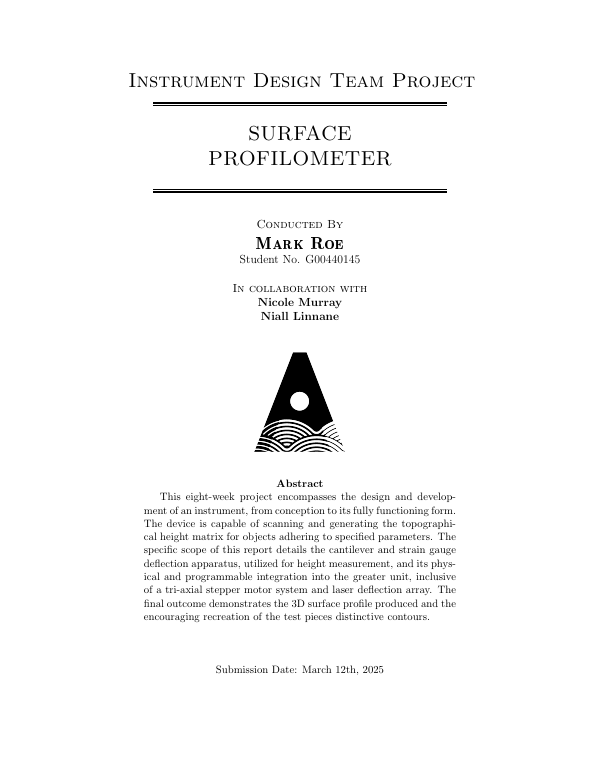 Instrument Design Team Project
SURFACE
PROFILOMETER
Conducted By
Mark Roe
Student No. G00440145
In collaboration with
Nicole Murray
Niall Linnane
Abstract
This eight-week project encompasses the design and develop-
ment of an instrument, from conception to its fully functioning form.
The device is capable of scanning and generating the topographi-
cal height matrix for objects adhering to specified parameters. The
specific scope of this report details the cantilever and strain gauge
deflection apparatus, utilized for height measurement, and its phys-
ical and programmable integration into the greater unit, inclusive
of a tri-axial stepper motor system and laser deflection array. The
final outcome demonstrates the 3D surface profile produced and the
encouraging recreation of the test pieces distinctive contours.
Submission Date: March 12th, 2025